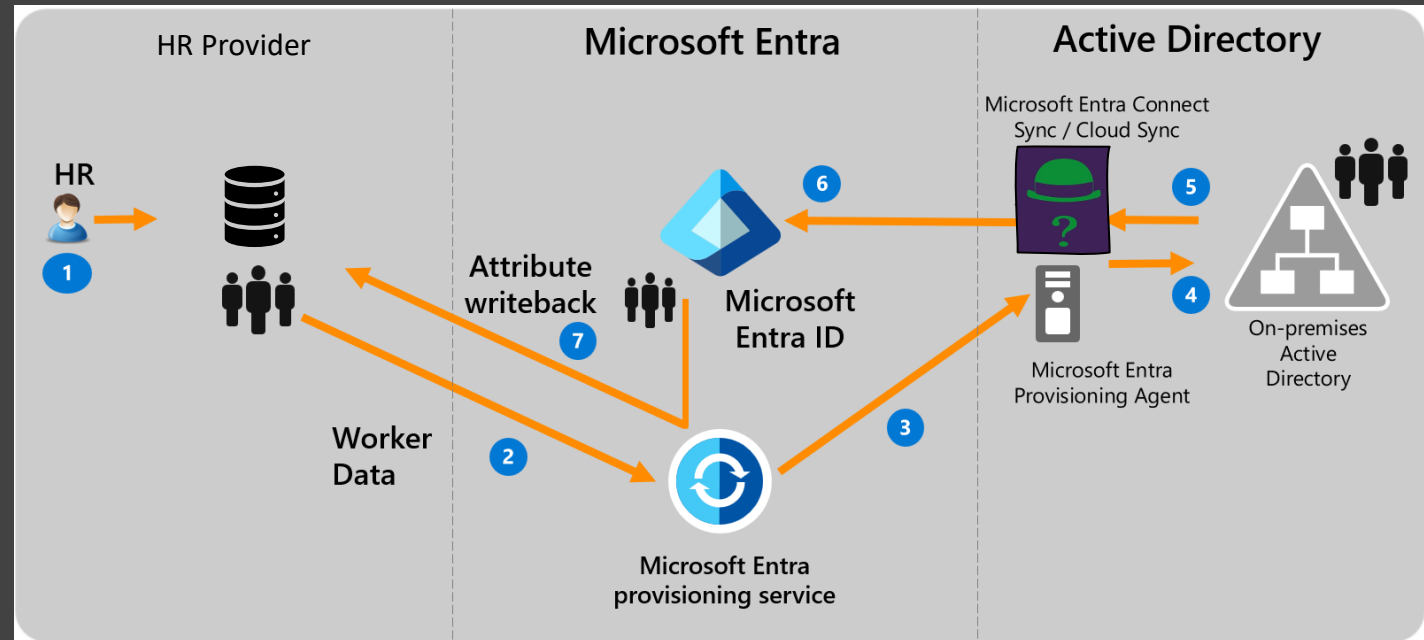 HR Provider
Microsoft Entra
Active Directory
Microsoft Entra Connect
Sync / Cloud Sync
HR
1
6
5
?
4
Attribute
writeback
7
Microsoft
Entra ID
On-premises
Active
Directory
Microsoft Entra
Provisioning Agent
3
Worker
Data
2
Microsoft Entra
provisioning service